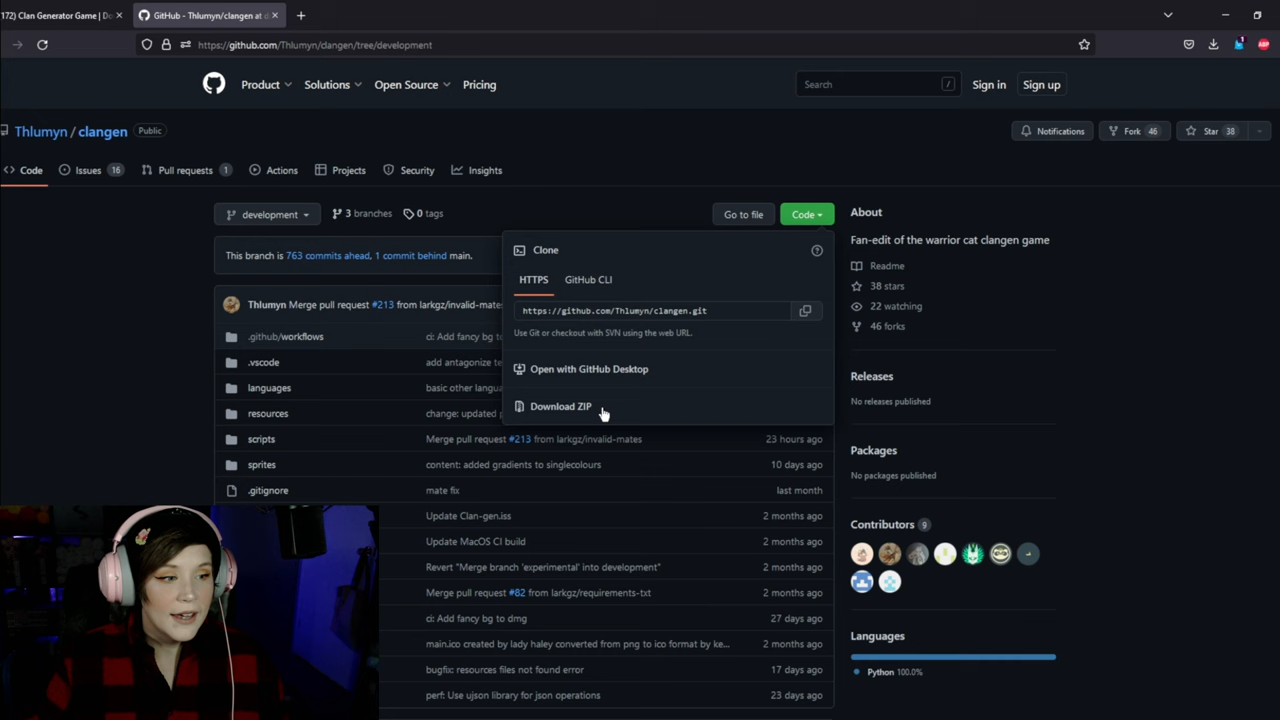 172) Clan Generator Game | Do
GitHub - Thlumyn/clangen at d
https://github.com/Thlumyn/clangen/tree/development
1
ABP
Product
Solutions
Open Source
Pricing
Search
/
Sign in
Sign up
Thlumyn / clangen
Public
Notifications
Fork 46
Star 38
Code
Issues 16
Pull requests 1
Actions
Projects
Security
Insights
development
3 branches
0 tags
Go to file
Code
This branch is 763 commits ahead, 1 commit behind main.
Clone
HTTPS
GitHub CLI
https://github.com/Thlumyn/clangen.git
Use Git or checkout with SVN using the web URL.
Open with GitHub Desktop
Download ZIP
Thlumyn Merge pull request #213 from larkgz/invalid-mates
.github/workflows
ci: Add fancy bg to
.vscode
add antagonize te
languages
basic other langua
resources
change: updated p
scripts
Merge pull request #213 from larkgz/invalid-mates
23 hours ago
sprites
content: added gradients to singlecolours
10 days ago
.gitignore
mate fix
last month
Update Clan-gen.iss
2 months ago
Update MacOS CI build
2 months ago
Revert "Merge branch 'experimental' into development"
2 months ago
Merge pull request #82 from larkgz/requirements-txt
2 months ago
ci: Add fancy bg to dmg
27 days ago
main.ico created by lady haley converted from png to ico format by ke...
2 months ago
bugfix: resources files not found error
17 days ago
perf: Use ujson library for json operations
23 days ago
About
Fan-edit of the warrior cat clangen game
Readme
38 stars
22 watching
46 forks
Releases
No releases published
Packages
No packages published
Contributors 9
Languages
Python 100.0%